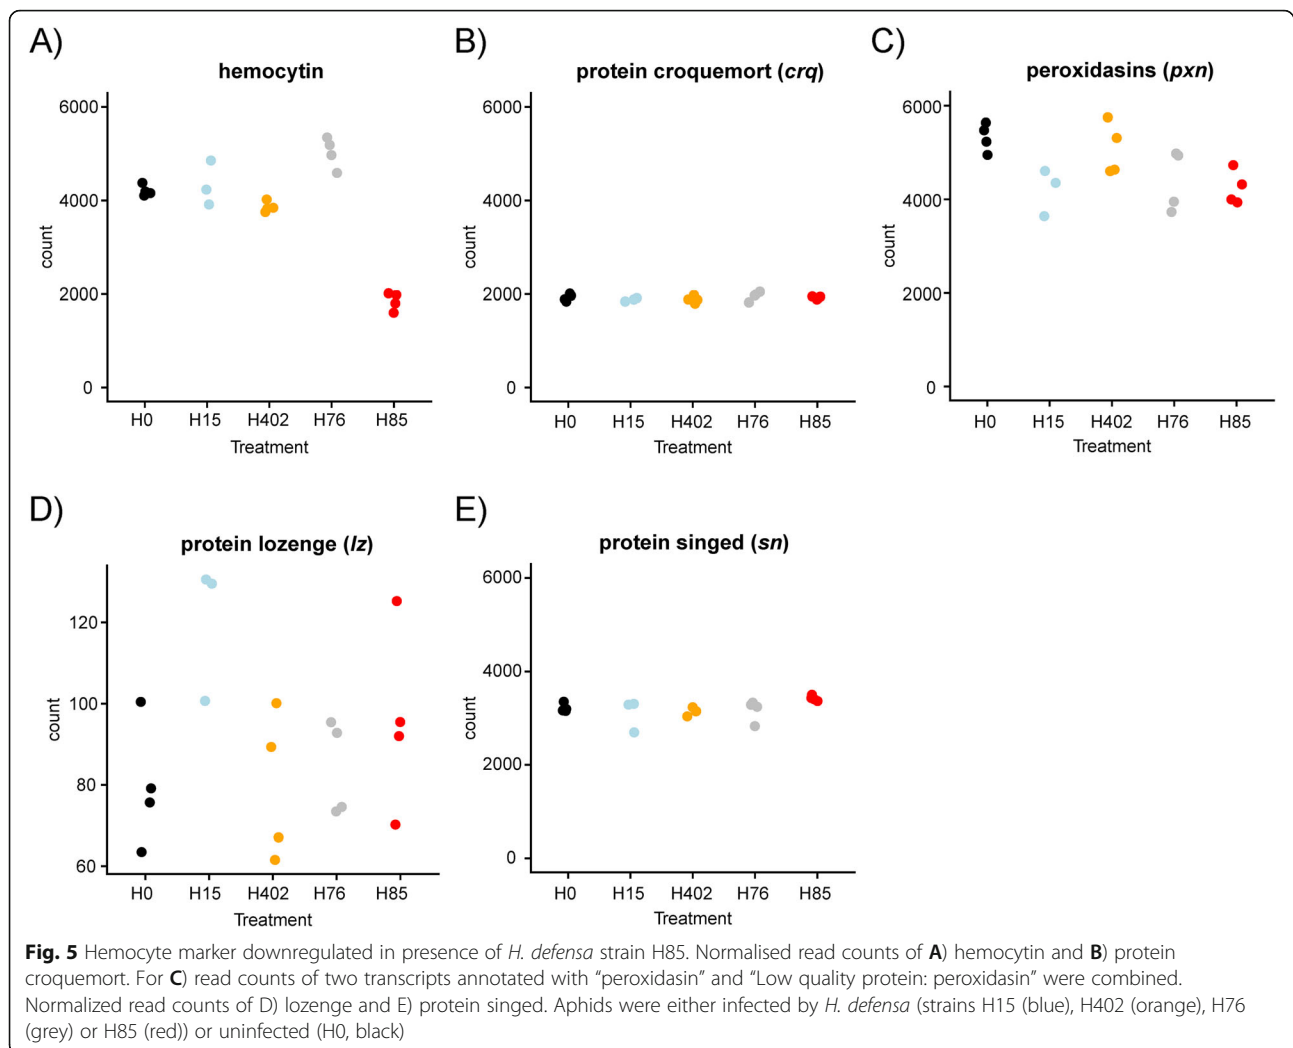 A)
hemocytin
6000
4000
2000
0
count
H0 H15 H402 H76 H85
Treatment
B)
protein croquemort (crq)
6000
4000
2000
0
count
H0 H15 H402 H76 H85
Treatment
C)
peroxidasins (pxn)
6000
4000
2000
0
count
H0 H15 H402 H76 H85
Treatment
D)
protein lozenge (lz)
120
100
80
60
count
H0 H15 H402 H76 H85
Treatment
E)
protein singed (sn)
6000
4000
2000
0
count
H0 H15 H402 H76 H85
Treatment
Fig. 5 Hemocyte marker downregulated in presence of H. defensa strain H85. Normalised read counts of A) hemocytin and B) protein
croquemort. For C) read counts of two transcripts annotated with “peroxidasin” and “Low quality protein: peroxidasin” were combined.
Normalized read counts of D) lozenge and E) protein singed. Aphids were either infected by H. defensa (strains H15 (blue), H402 (orange), H76
(grey) or H85 (red)) or uninfected (H0, black)